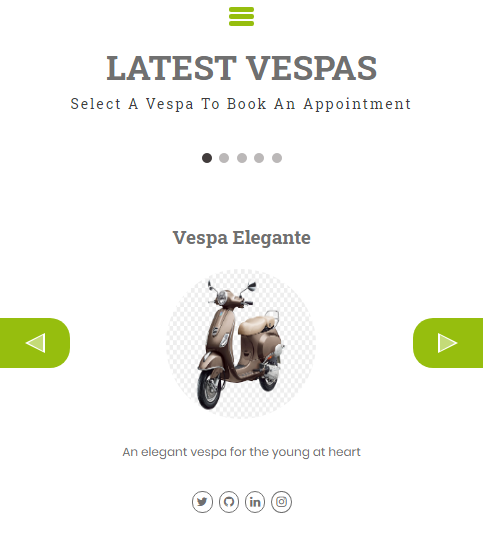 LATEST VESPAS
Select A Vespa To Book An Appointment
Vespa Elegante
An elegant vespa for the young at heart